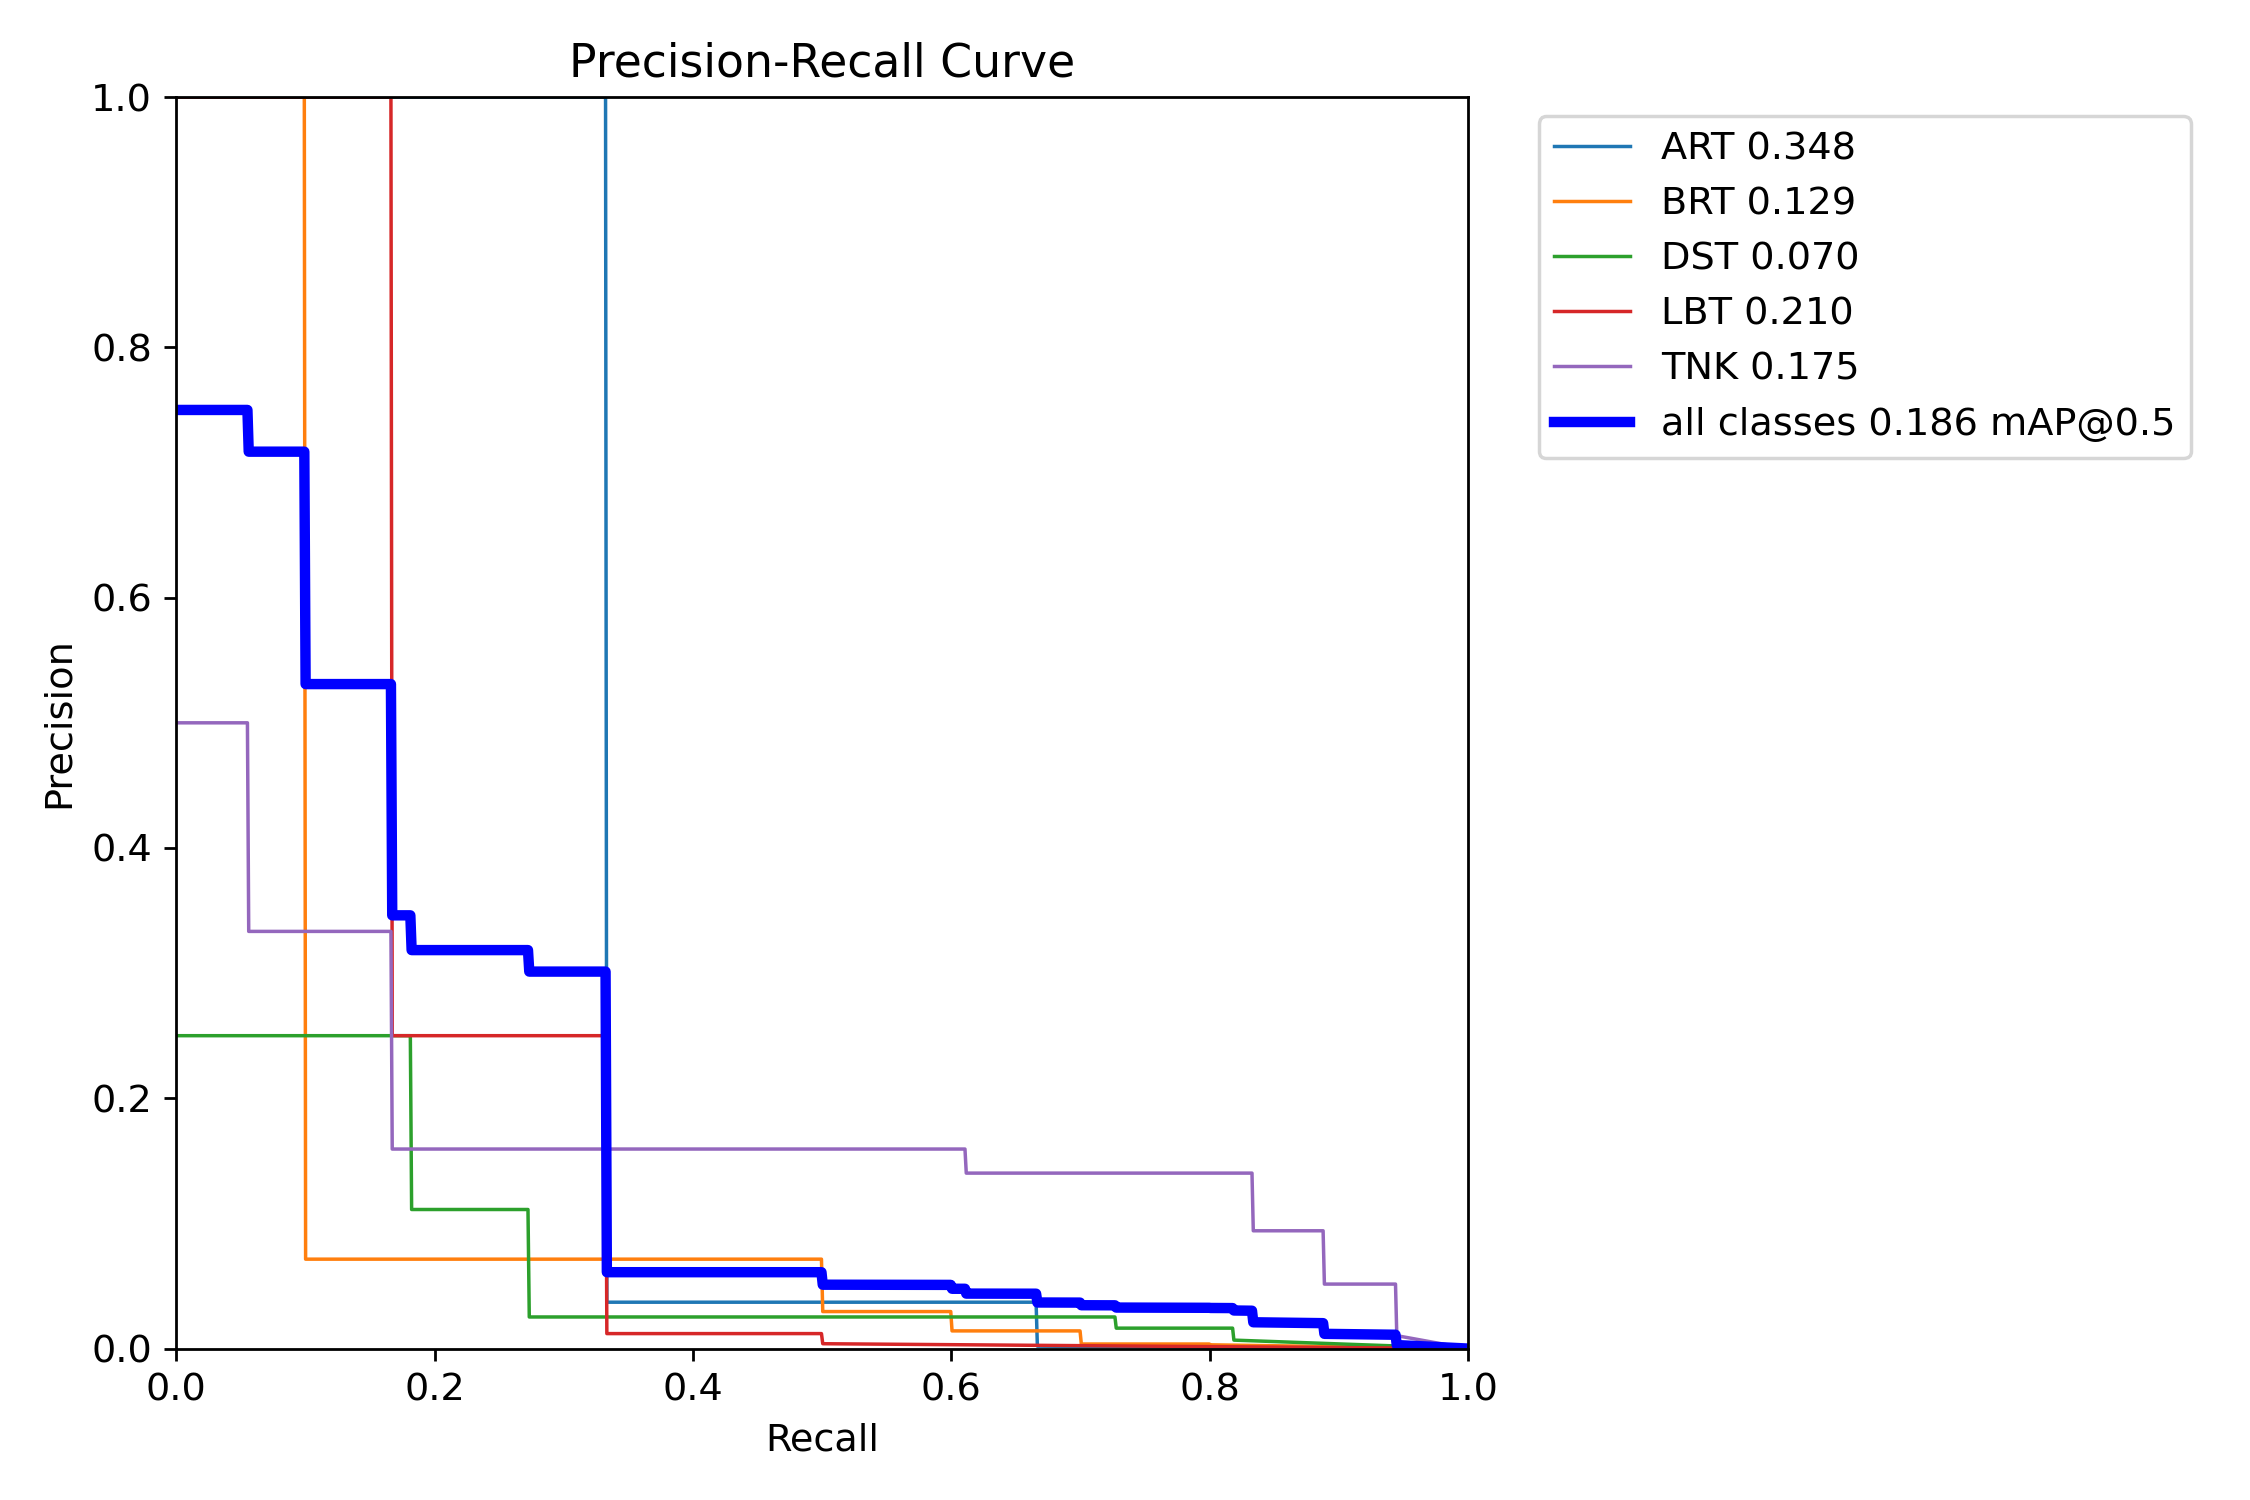 Precision-Recall Curve
1.0
0.8
0.6
0.4
0.2
0.0
Precision
0.0 0.2 0.4 0.6 0.8 1.0
Recall
ART 0.348
BRT 0.129
DST 0.070
LBT 0.210
TNK 0.175
all classes 0.186 mAP@0.5